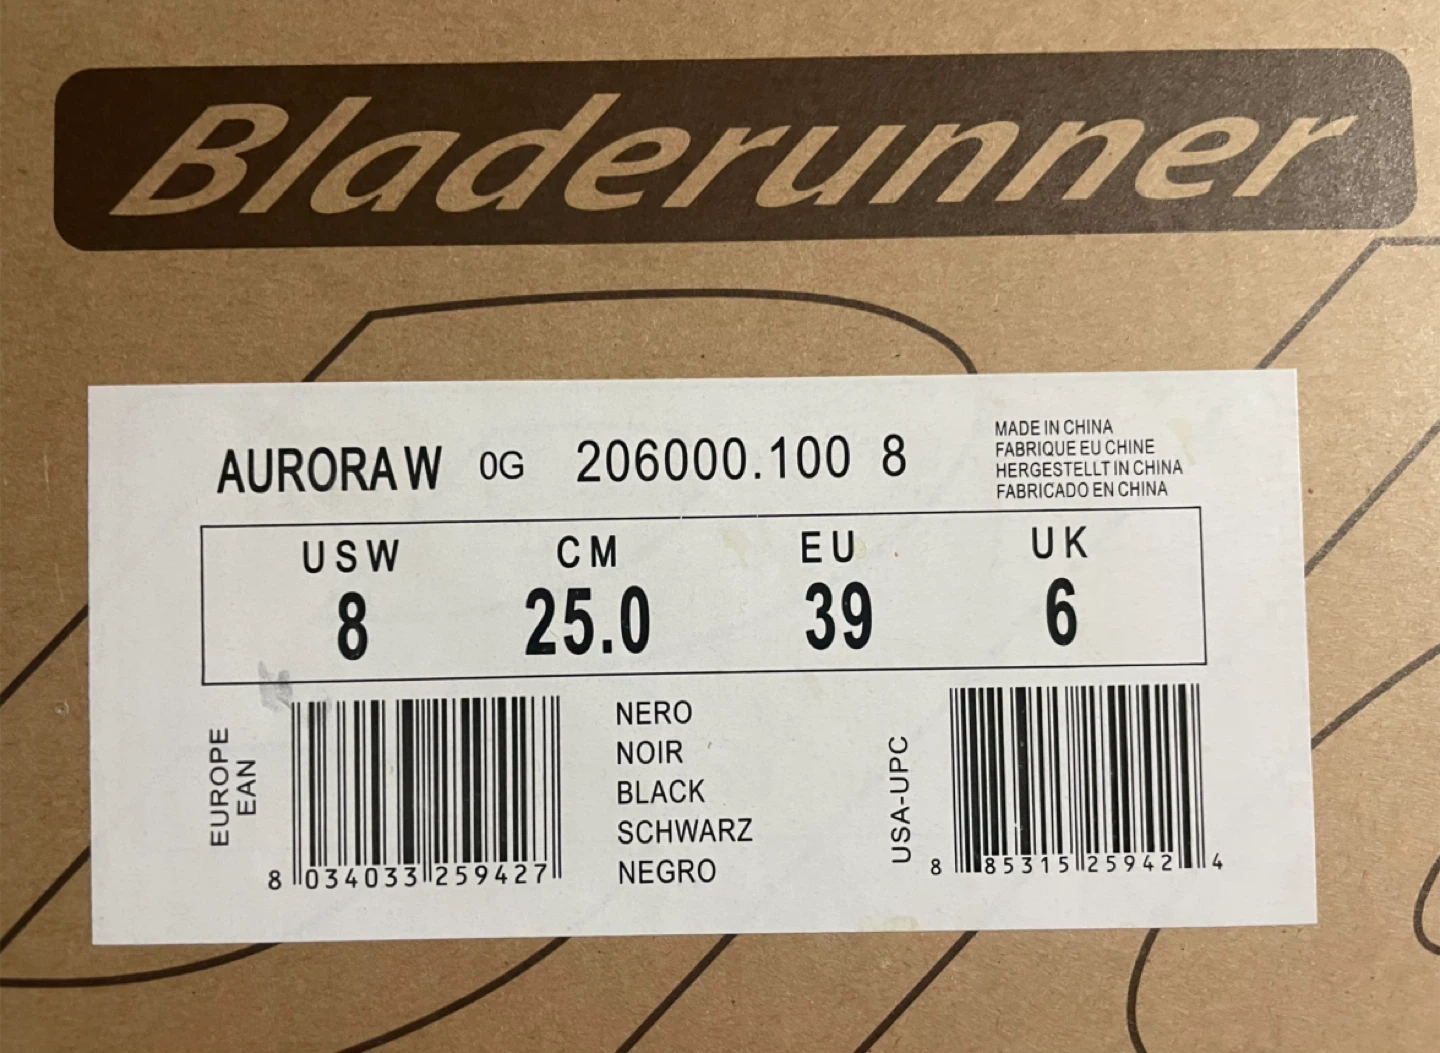 Bladerunner
AURORA W 0G 206000.100 8
MADE IN CHINA
FABRIQUE EU CHINE
HERGESTELLT IN CHINA
FABRICADO EN CHINA
USW CM EU UK
8 25.0 39 6
EUROPE
EAN
8 034033 259427
NERO
NOIR
BLACK
SCHWARZ
NEGRO
USA-UPC
8 85315 25942 4